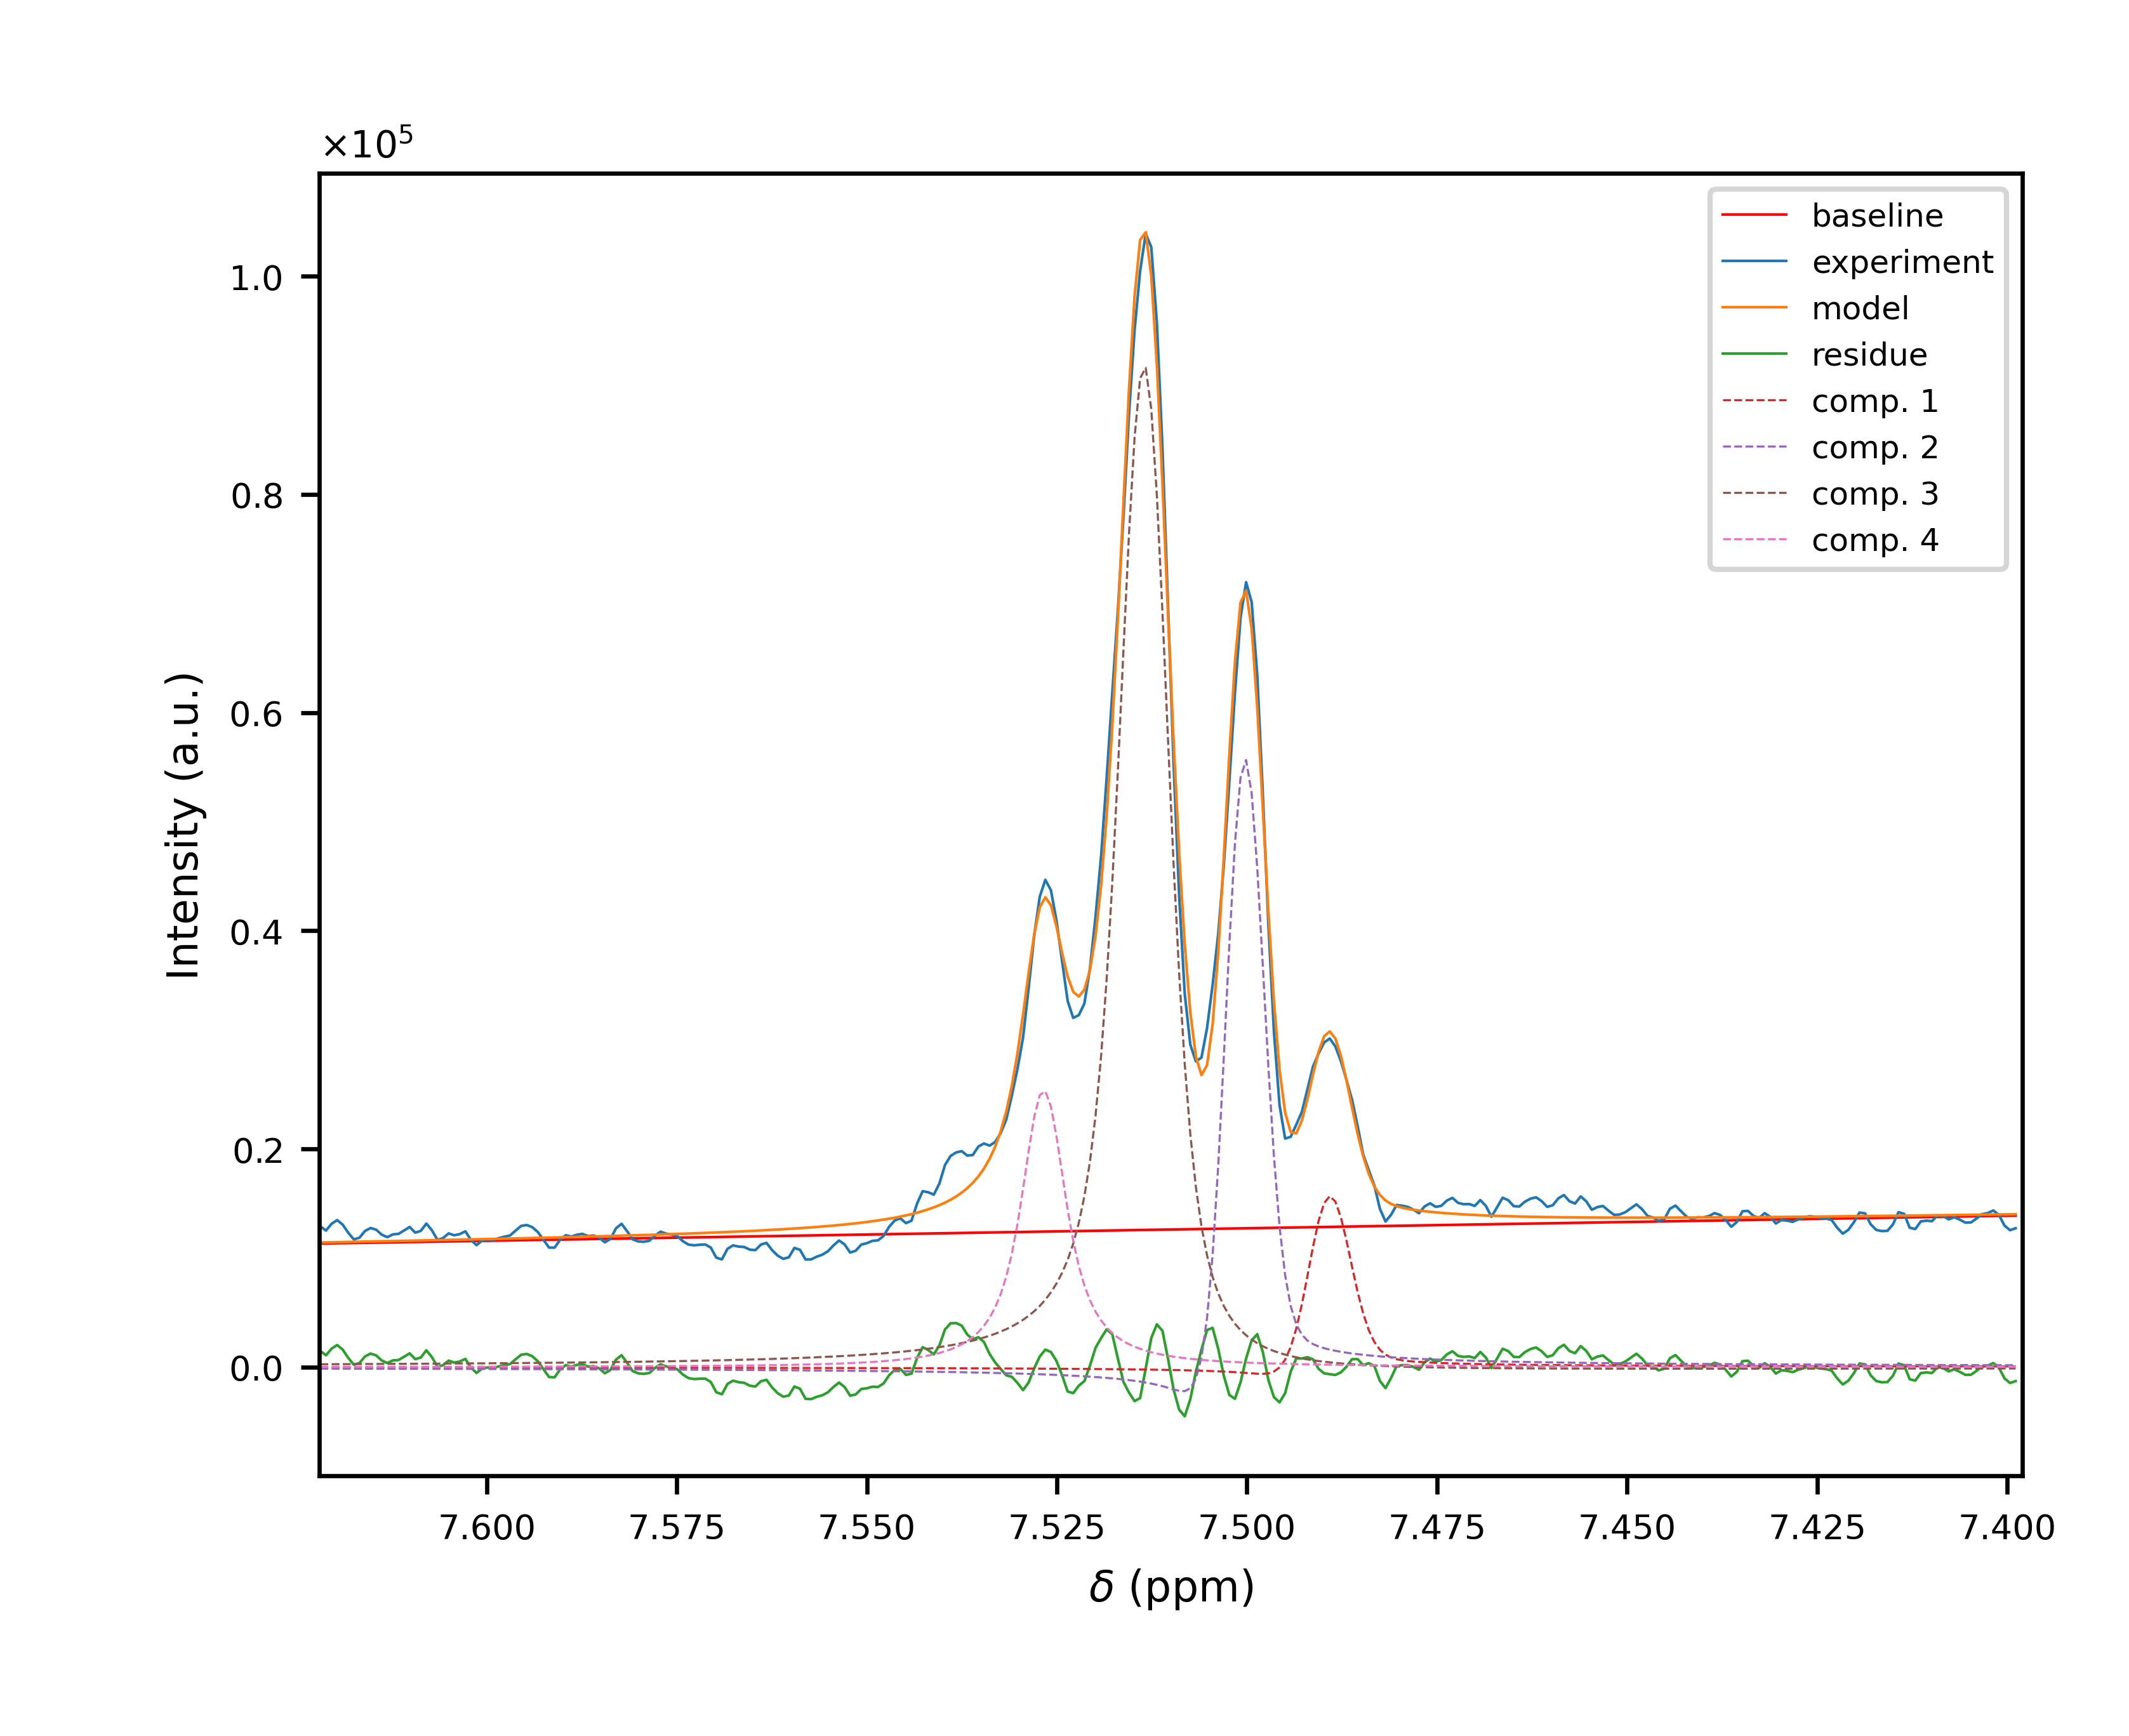 ×10⁵
1.0
0.8
0.6
0.4
0.2
0.0
Intensity (a.u.)
baseline
experiment
model
residue
comp. 1
comp. 2
comp. 3
comp. 4
7.600 7.575 7.550 7.525 7.500 7.475 7.450 7.425 7.400
δ (ppm)